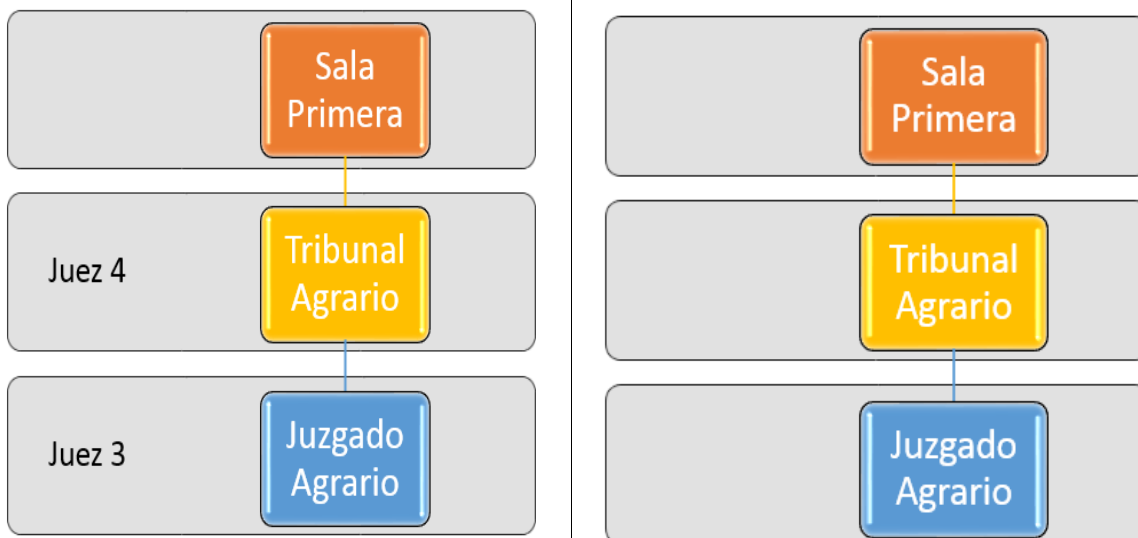 Sala
Primera
Juez 4
Tribunal
Agrario
Juez 3
Juzgado
Agrario
Sala
Primera
Tribunal
Agrario
Juzgado
Agrario